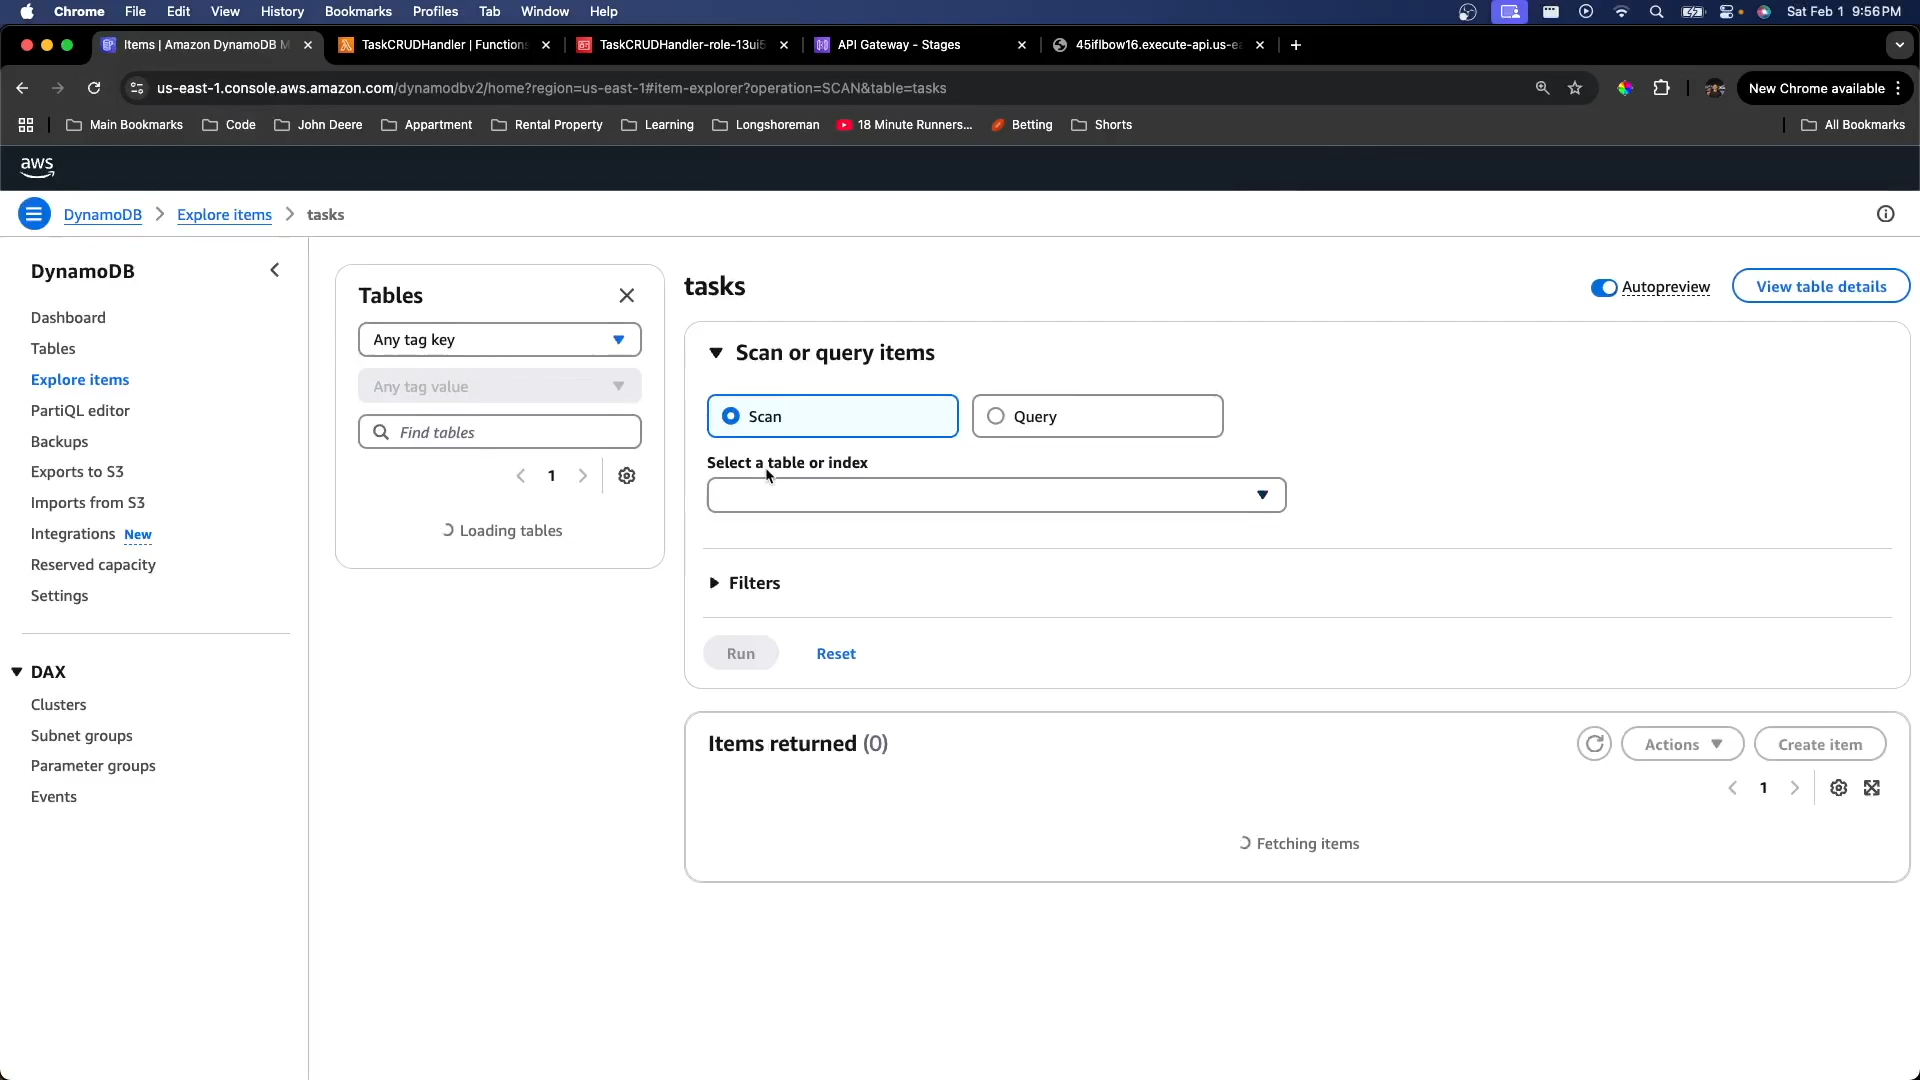 Chrome File Edit View History Bookmarks Profiles Tab Window Help Sat Feb 1 9:56 PM
Items | Amazon DynamoDB M TaskCRUDHandler | Functions TaskCRUDHandler-role-13ui5 API Gateway - Stages 45iflbow16.execute-api.us-ea
us-east-1.console.aws.amazon.com/dynamodbv2/home?region=us-east-1#item-explorer?operation=SCAN&table=tasks New Chrome available
Main Bookmarks Code John Deere Appartment Rental Property Learning Longshoreman 18 Minute Runners... Betting Shorts All Bookmarks
aws
DynamoDB Explore items tasks
DynamoDB
Dashboard
Tables
Explore items
PartiQL editor
Backups
Exports to S3
Imports from S3
Integrations New
Reserved capacity
Settings
DAX
Clusters
Subnet groups
Parameter groups
Events
Tables
Any tag key
Any tag value
Find tables
1
Loading tables
tasks
Autopreview View table details
Scan or query items
Scan Query
Select a table or index
Filters
Run Reset
Items returned (0)
Actions Create item
1
Fetching items